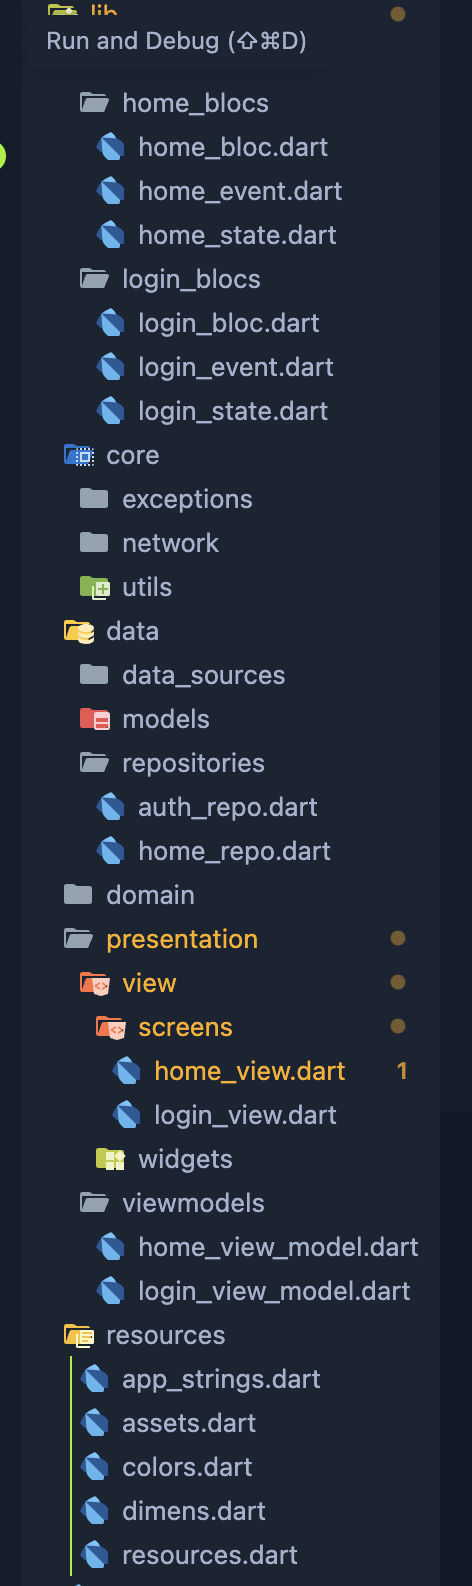 lib
Run and Debug (⇧⌘D)
home_blocs
home_bloc.dart
home_event.dart
home_state.dart
login_blocs
login_bloc.dart
login_event.dart
login_state.dart
core
exceptions
network
utils
data
data_sources
models
repositories
auth_repo.dart
home_repo.dart
domain
presentation
view
screens
home_view.dart 1
login_view.dart
widgets
viewmodels
home_view_model.dart
login_view_model.dart
resources
app_strings.dart
assets.dart
colors.dart
dimens.dart
resources.dart